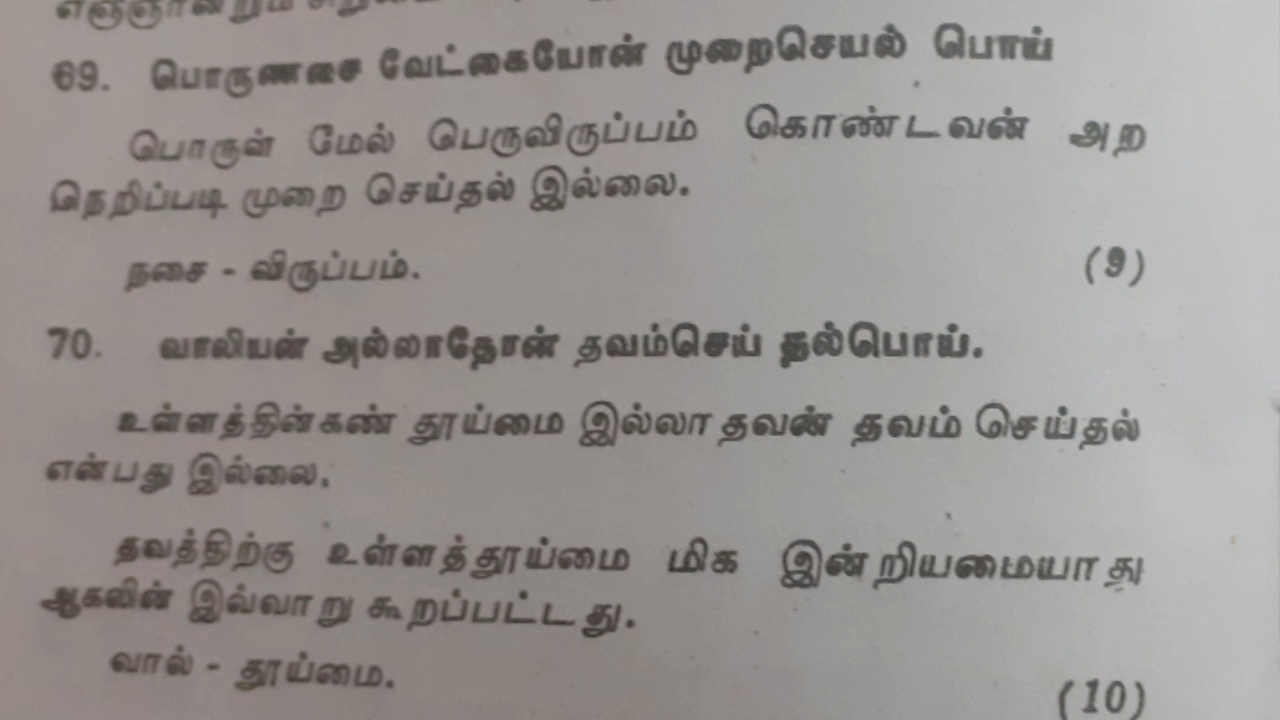 69. பொருணசை வேட்கையோன் முறைசெயல் பொய்
பொருள் மேல் பெருவிருப்பம் கொண்டவன் அற
நெறிப்படி முறை செய்தல் இல்லை.
நசை - விருப்பம். (9)
70. வாலியன் அல்லாதோன் தவம்செய் தல்பொய்.
உள்ளத்தின்கண் தூய்மை இல்லாதவன் தவம் செய்தல்
என்பது இல்லை.
தவத்திற்கு உள்ளத்தூய்மை மிக இன்றியமையாது
ஆகலின் இவ்வாறு கூறப்பட்டது.
வால் - தூய்மை. (10)